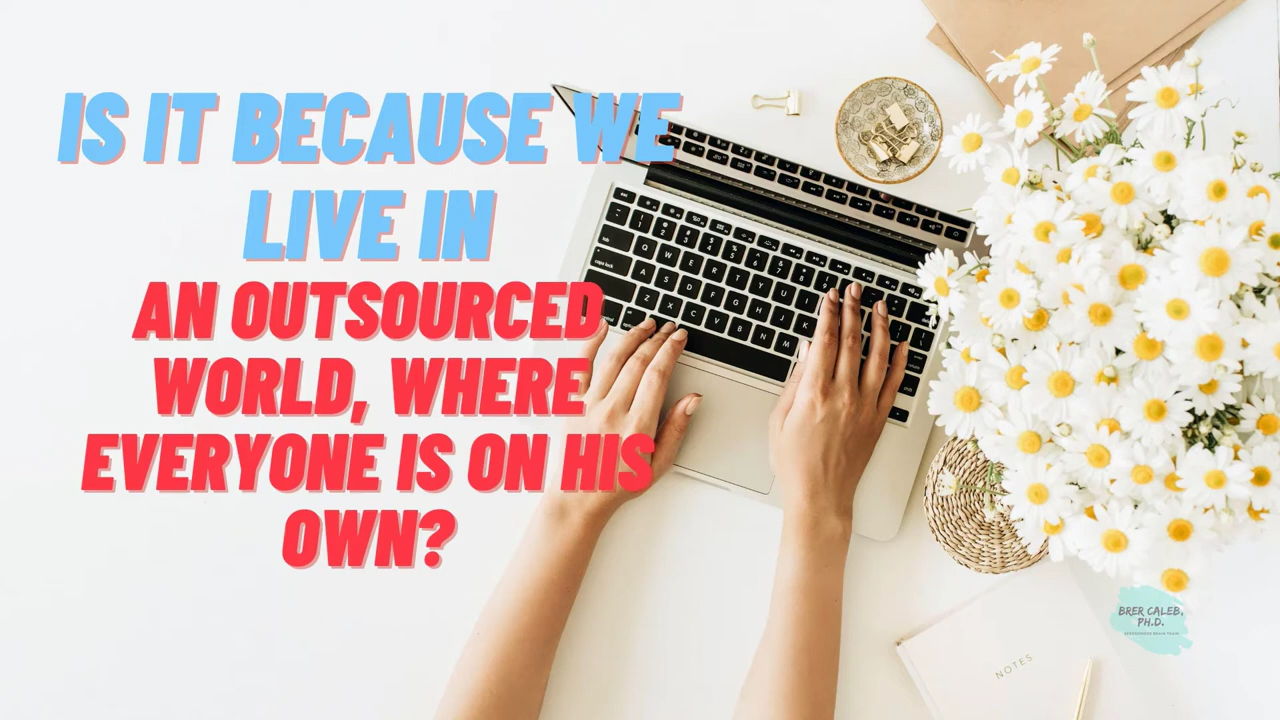 IS IT BECAUSE WE
LIVE IN
AN OUTSOURCED
WORLD, WHERE
EVERYONE IS ON HIS
OWN?
BRER CALEB,
PH.D.
NOTES